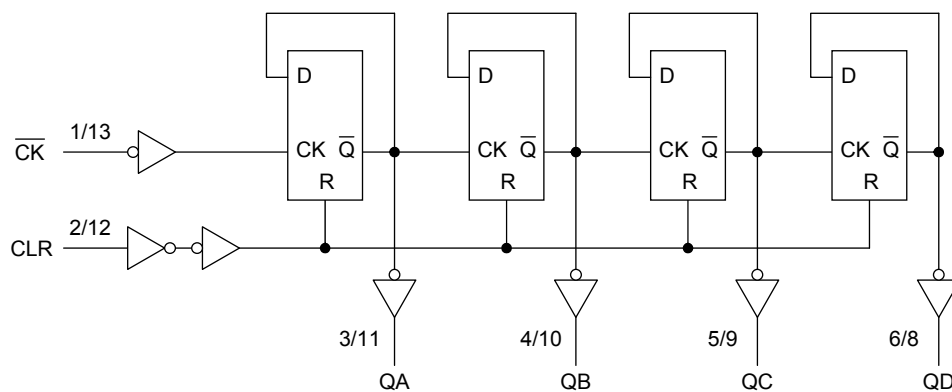 D D D D
1/13
C̅K̅ CK Q̅ CK Q̅ CK Q̅ CK Q̅
R R R R
2/12
CLR
3/11 4/10 5/9 6/8
QA QB QC QD